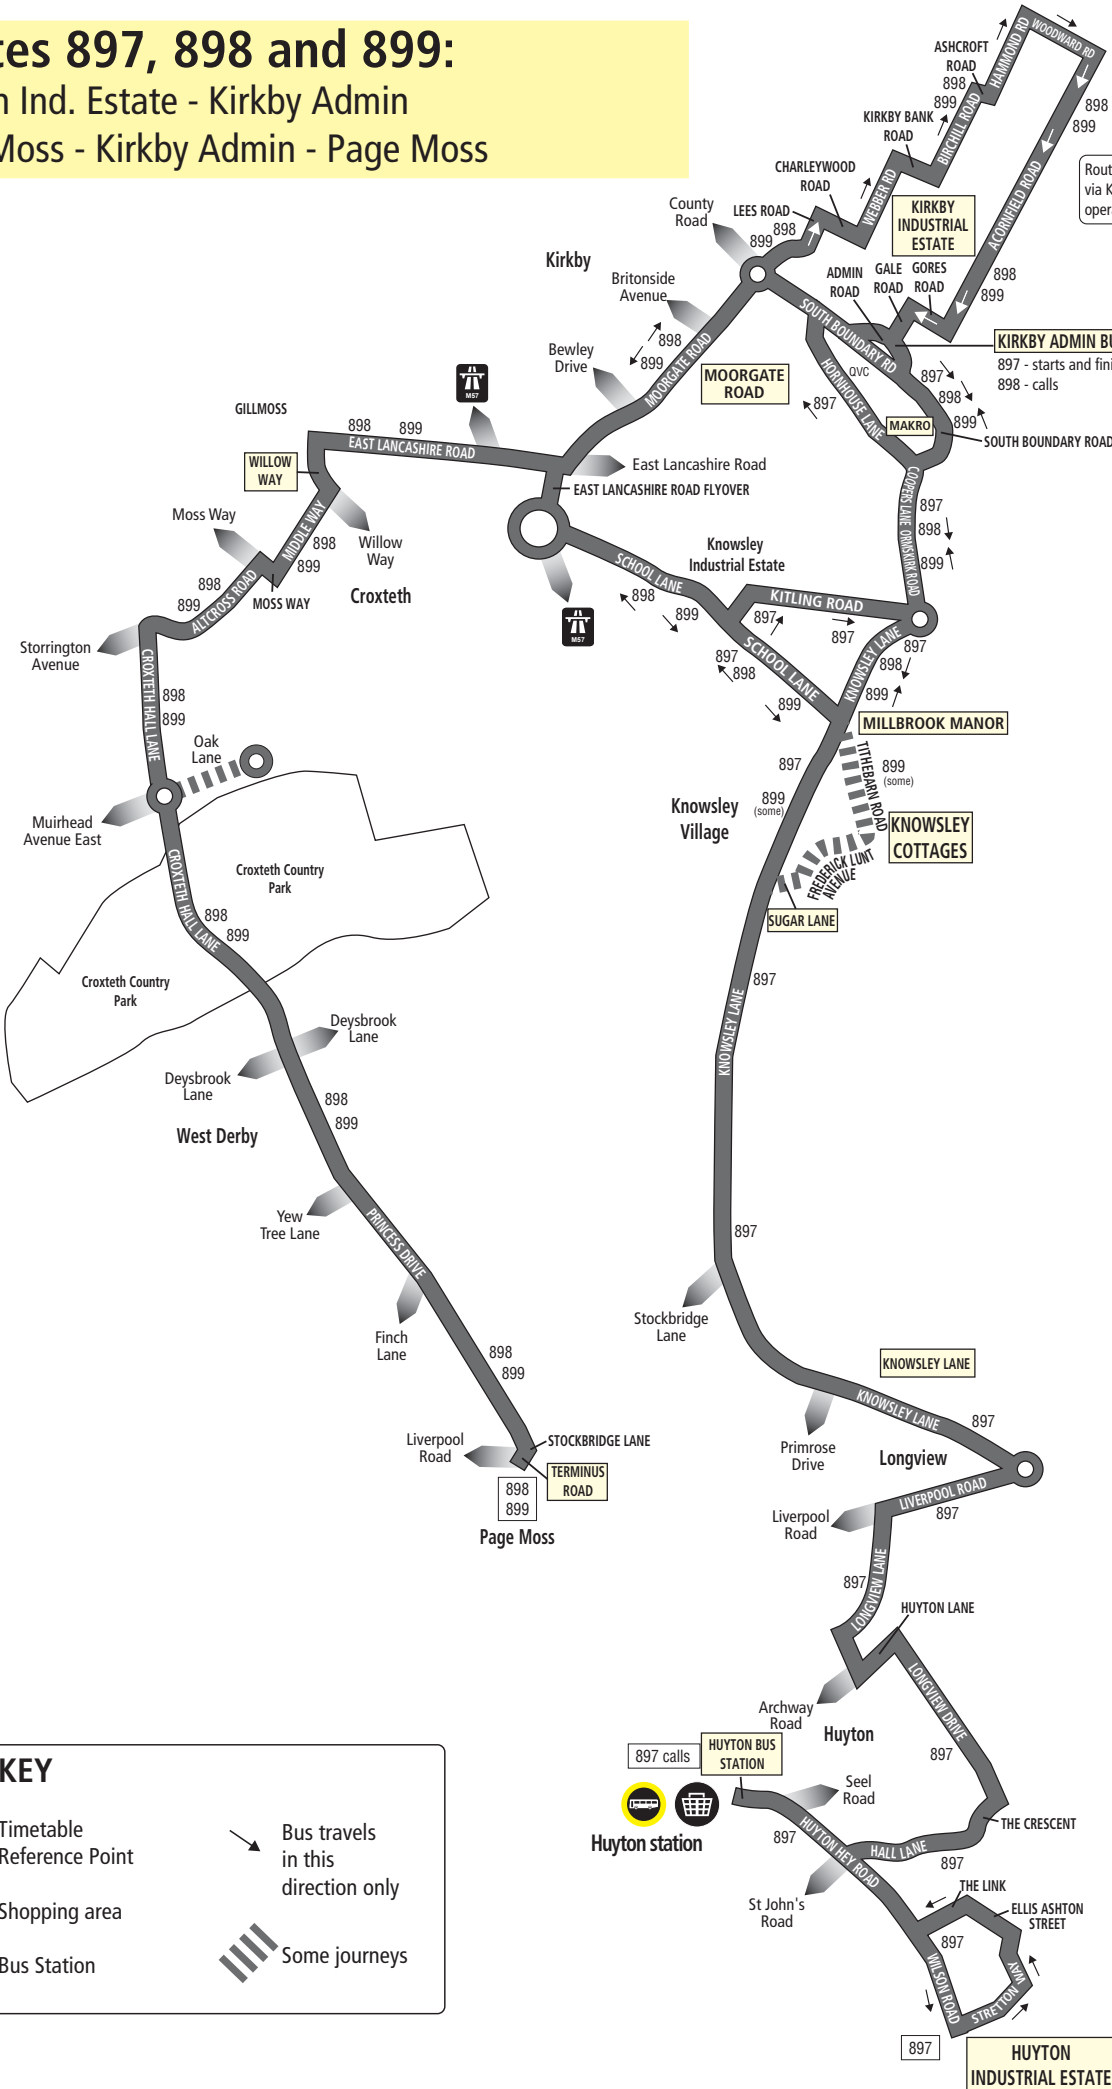 tes 897, 898 and 899:
n Ind. Estate - Kirkby Admin
Moss - Kirkby Admin - Page Moss
ASHCROFT
ROAD
HAMMOND RD
WOODWARD RD
898
899
898
899
KIRKBY BANK
ROAD
BIRCHILL ROAD
CHARLEYWOOD
ROAD
WEBBER RD
ACORNFIELD ROAD
Rout
via K
opera
LEES ROAD
County
Road
898
899
KIRKBY
INDUSTRIAL
ESTATE
Kirkby
ADMIN
ROAD
GALE
ROAD
GORES
ROAD
898
899
Britonside
Avenue
SOUTH BOUNDARY RD
KIRKBY ADMIN BU
897 - starts and fini
898 - calls
Bewley
Drive
898
899
MOORGATE ROAD
MOORGATE
ROAD
QVC
HORNHOUSE LANE
897
897
898
899
MAKRO
SOUTH BOUNDARY ROAD
M57
GILLMOSS
898
899
EAST LANCASHIRE ROAD
East Lancashire Road
EAST LANCASHIRE ROAD FLYOVER
WILLOW
WAY
COOPERS LANE
ORMSKIRK ROAD
897
898
899
Moss Way
MIDDLE WAY
898
899
Willow
Way
Croxteth
Knowsley
Industrial Estate
SCHOOL LANE
898
899
KITLING ROAD
897
897
898
899
ALTCROSS ROAD
MOSS WAY
M57
Storrington
Avenue
CROXTETH HALL LANE
898
899
897
898
SCHOOL LANE
899
KNOWSLEY LANE
897
898
899
MILLBROOK MANOR
Oak
Lane
Muirhead
Avenue East
897
TITHEBARN ROAD
899
(some)
Knowsley
Village
899
(some)
KNOWSLEY
COTTAGES
FREDERICK LUNT
AVENUE
SUGAR LANE
CROXTETH HALL LANE
Croxteth Country
Park
898
899
Croxteth Country
Park
897
KNOWSLEY LANE
Deysbrook
Lane
Deysbrook
Lane
898
899
West Derby
Yew
Tree Lane
PRINCESS DRIVE
897
Finch
Lane
Stockbridge
Lane
898
899
KNOWSLEY LANE
KNOWSLEY LANE
897
Liverpool
Road
STOCKBRIDGE LANE
TERMINUS
ROAD
898
899
Page Moss
Primrose
Drive
Longview
LIVERPOOL ROAD
897
Liverpool
Road
897
LONGVIEW LANE
HUYTON LANE
Archway
Road
LONGVIEW DRIVE
Huyton
897
897 calls
HUYTON BUS
STATION
Huyton station
Seel
Road
897
HUYTON HEY ROAD
HALL LANE
THE CRESCENT
897
St John's
Road
THE LINK
ELLIS ASHTON
STREET
897
WILSON ROAD
STRETTON
WAY
897
HUYTON
INDUSTRIAL ESTATE
KEY
Timetable
Reference Point
Bus travels
in this
direction only
Shopping area
Bus Station
Some journeys